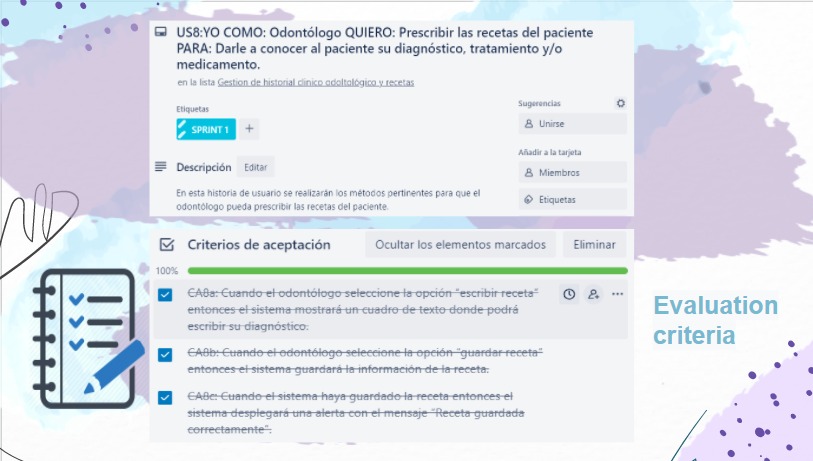 US8:YO COMO: Odontólogo QUIERO: Prescribir las recetas del paciente
PARA: Darle a conocer al paciente su diagnóstico, tratamiento y/o
medicamento.
en la lista Gestion de historial clinico odoltológico y recetas
Etiquetas
SPRINT 1
+
Sugerencias
Unirse
Añadir a la tarjeta
Miembros
Etiquetas
Descripción
Editar
En esta historia de usuario se realizarán los métodos pertinentes para que el
odontólogo pueda prescribir las recetas del paciente.
Criterios de aceptación
Ocultar los elementos marcados
Eliminar
100%
CA8a: Cuando el odontólogo seleccione la opción "escribir receta"
entonces el sistema mostrará un cuadro de texto donde podrá
escribir su diagnóstico.
CA8b: Cuando el odontólogo seleccione la opción "guardar receta"
entonces el sistema guardará la información de la receta.
CA8c: Cuando el sistema haya guardado la receta entonces el
sistema desplegará una alerta con el mensaje "Receta guardada
correctamente".
Evaluation
criteria